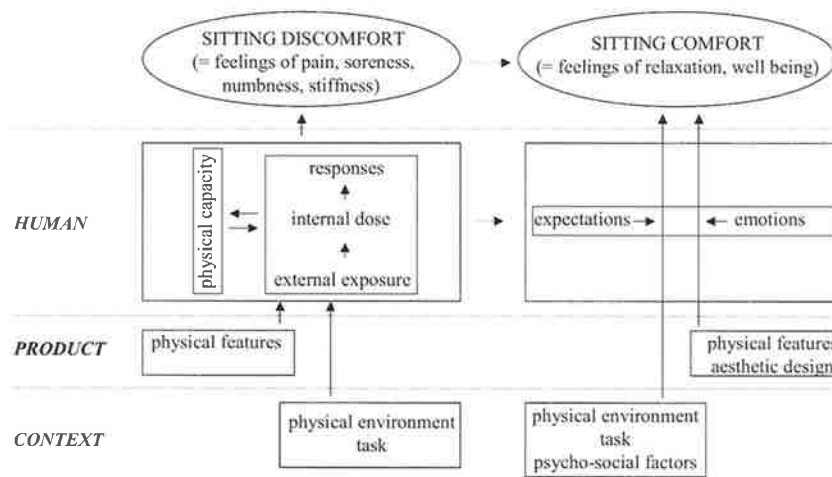 SITTING DISCOMFORT
(= feelings of pain, soreness,
numbness, stiffness)
SITTING COMFORT
(= feelings of relaxation, well being)
HUMAN
physical capacity
responses
internal dose
external exposure
expectations
emotions
PRODUCT
physical features
physical features
aesthetic design
CONTEXT
physical environment
task
physical environment
task
psycho-social factors